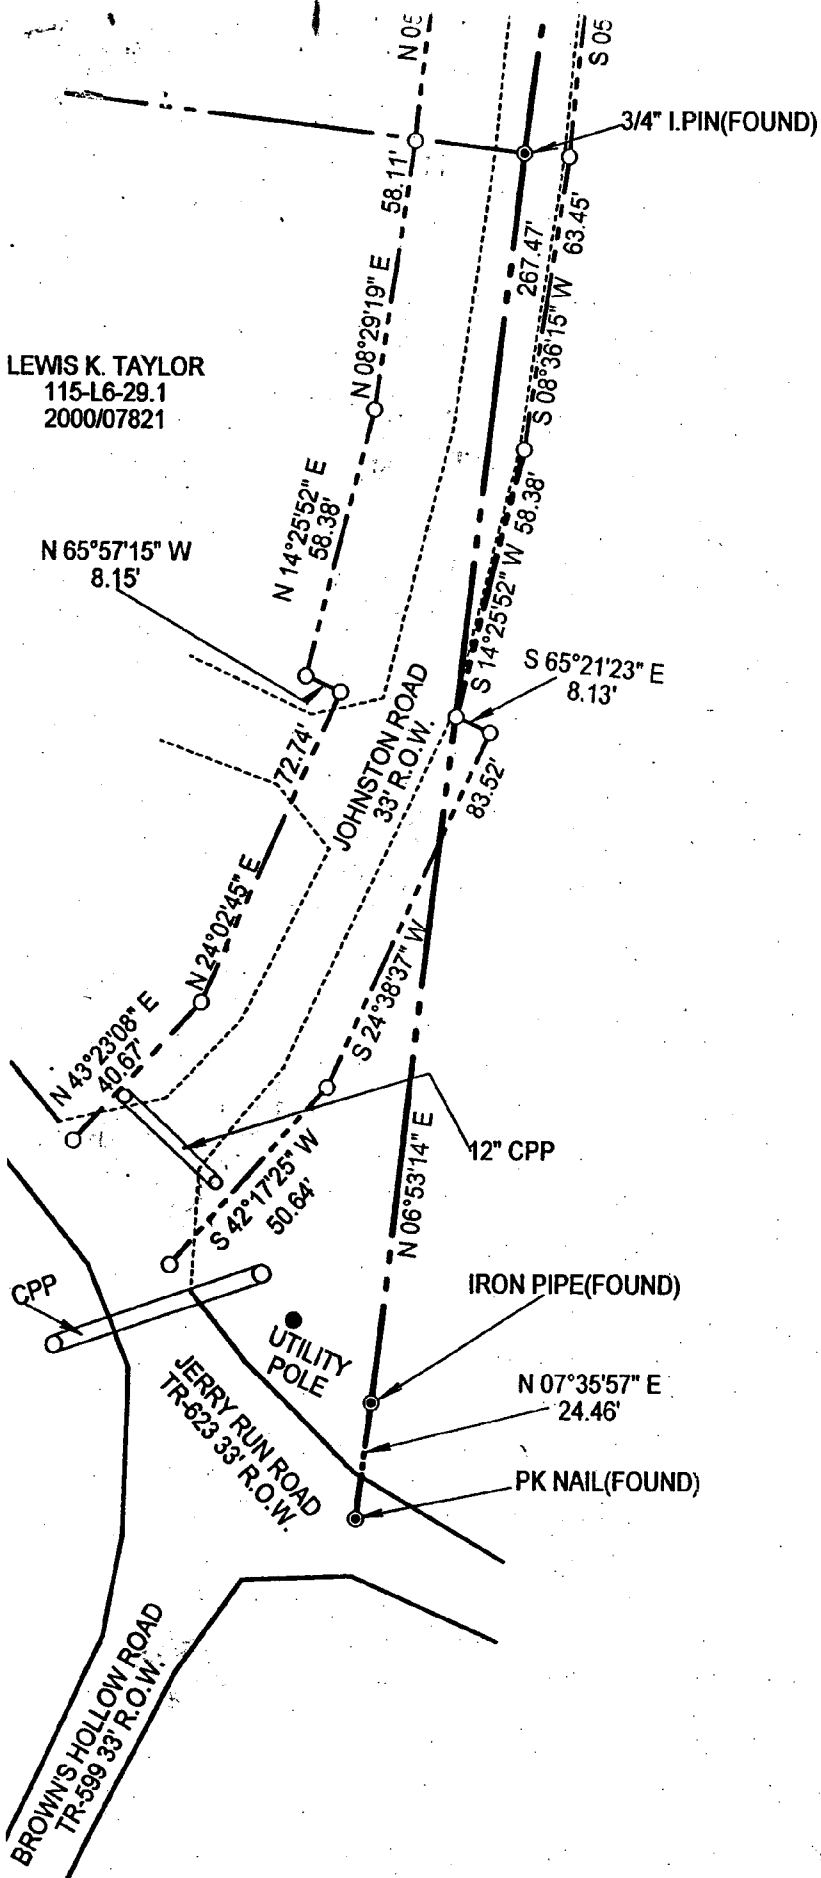 N 05
S 05
3/4" I.PIN(FOUND)
58.11'
N 08°29'19" E
267.47'
63.45'
S 08°36'15" W
LEWIS K. TAYLOR
115-L6-29.1
2000/07821
N 14°25'52" E
58.38'
S 14°25'52" W 58.38'
N 65°57'15" W
8.15'
S 65°21'23" E
8.13'
72.74'
N 24°02'45" E
JOHNSTON ROAD
33' R.O.W.
83.52'
S 24°38'37" W
N 43°23'08" E
40.67'
12" CPP
S 42°17'25" W
50.64'
N 06°53'14" E
CPP
IRON PIPE(FOUND)
UTILITY
POLE
N 07°35'57" E
24.46'
JERRY RUN ROAD
TR-623 33' R.O.W.
PK NAIL(FOUND)
BROWN'S HOLLOW ROAD
TR-599 33' R.O.W.